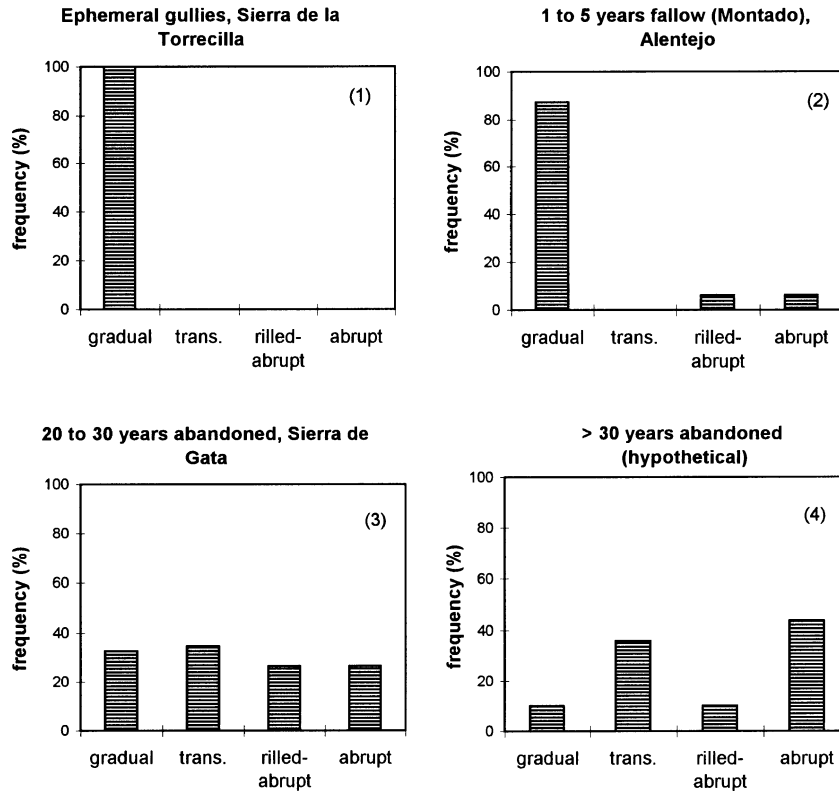 Ephemeral gullies, Sierra de la
Torrecilla
(1)
frequency (%)
100
80
60
40
20
0
gradual trans. rilled- abrupt
abrupt
1 to 5 years fallow (Montado),
Alentejo
(2)
frequency (%)
100
80
60
40
20
0
gradual trans. rilled- abrupt
abrupt
20 to 30 years abandoned, Sierra de
Gata
(3)
frequency (%)
100
80
60
40
20
0
gradual trans. rilled- abrupt
abrupt
> 30 years abandoned
(hypothetical)
(4)
frequency (%)
100
80
60
40
20
0
gradual trans. rilled- abrupt
abrupt